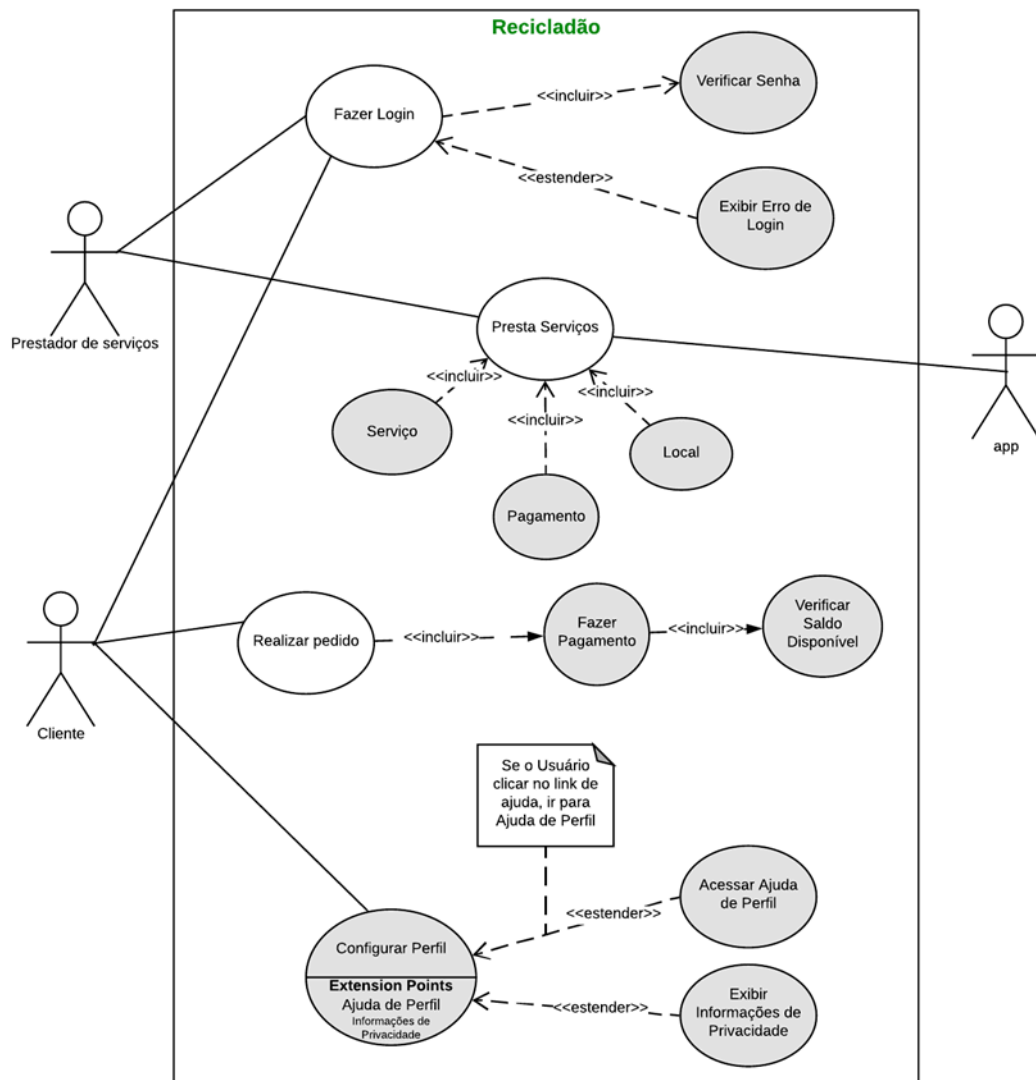 Recicladão
Fazer Login
<<incluir>>
Verificar Senha
<<estender>>
Exibir Erro de
Login
Prestador de serviços
Presta Serviços
app
<<incluir>>
<<incluir>>
<<incluir>>
Serviço
Local
Pagamento
Cliente
Realizar pedido
<<incluir>>
Fazer
Pagamento
<<incluir>>
Verificar
Saldo
Disponível
Se o Usuário
clicar no link de
ajuda, ir para
Ajuda de Perfil
<<estender>>
Acessar Ajuda
de Perfil
Configurar Perfil
Extension Points
Ajuda de Perfil
Informações de
Privacidade
<<estender>>
Exibir
Informações de
Privacidade